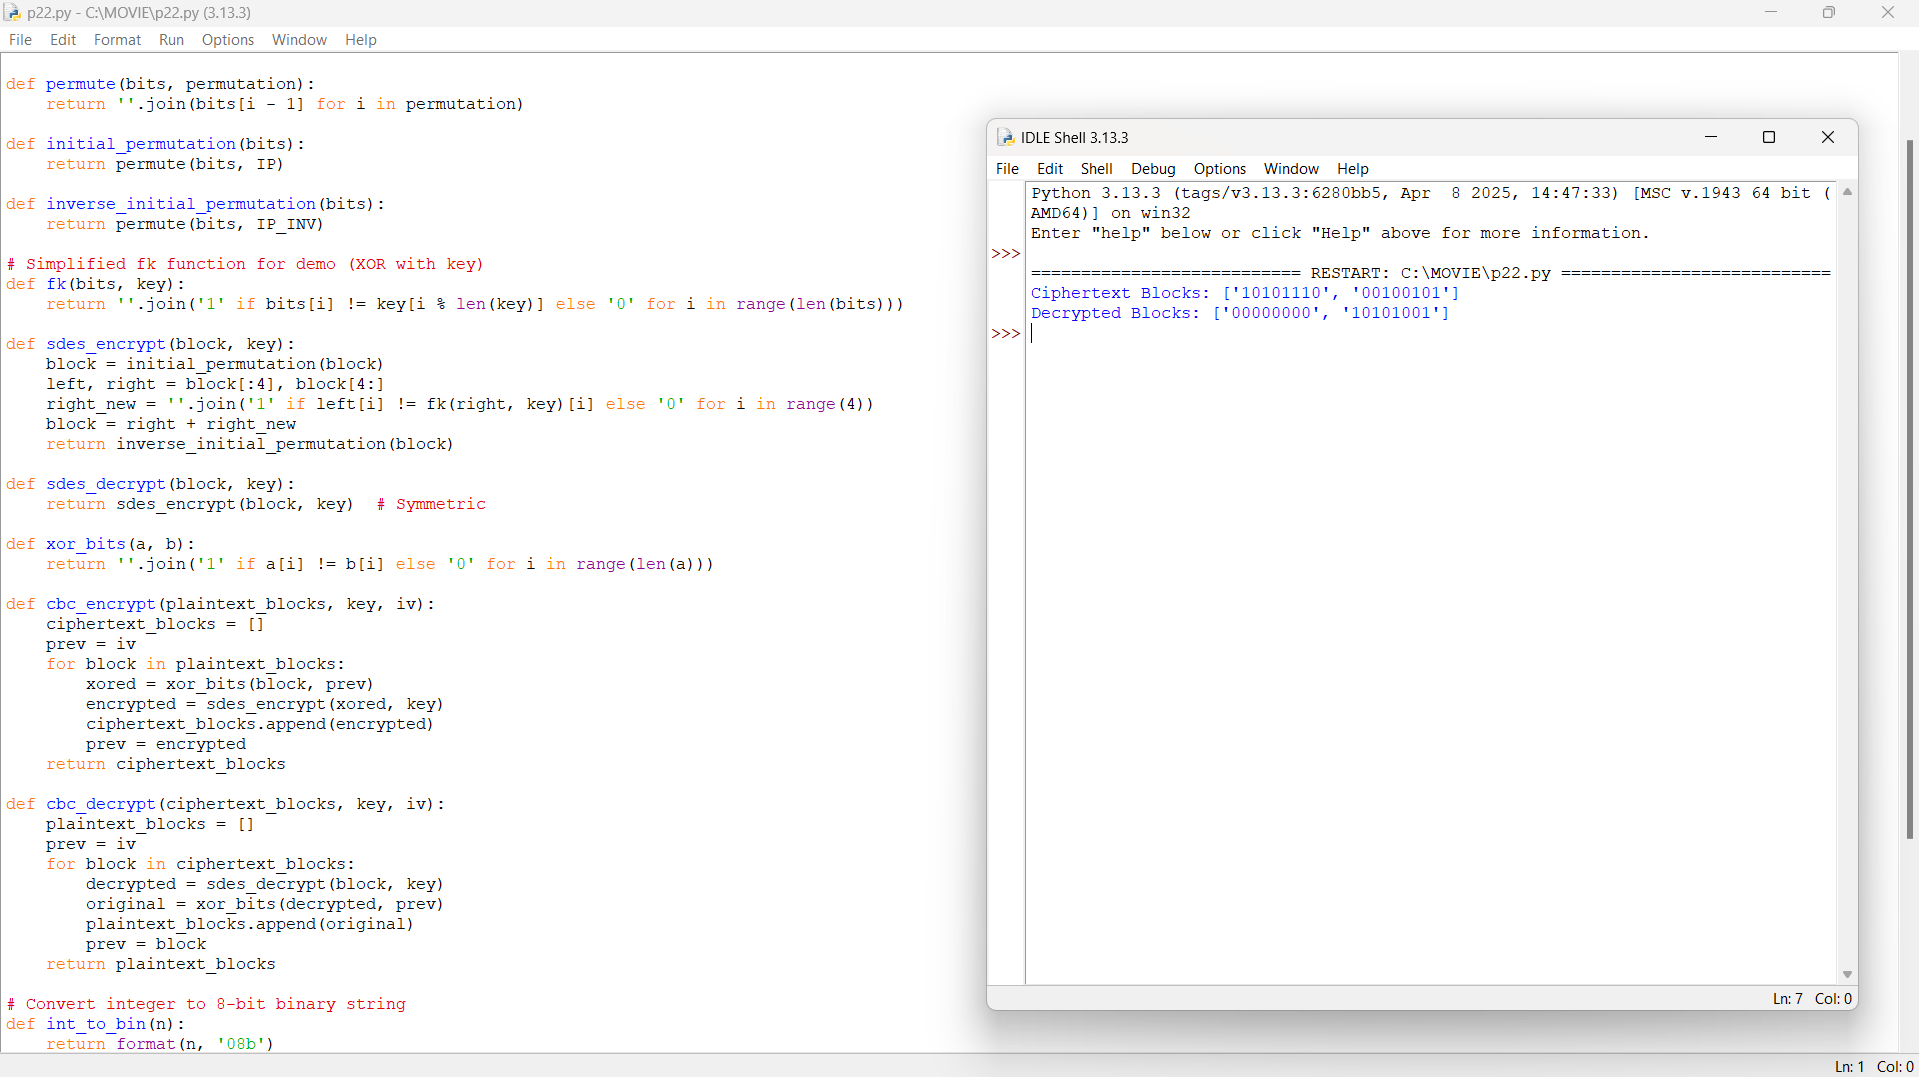 p22.py - C:\MOVIE\p22.py (3.13.3)
File Edit Format Run Options Window Help
def permute(bits, permutation):
    return ''.join(bits[i - 1] for i in permutation)

def initial_permutation(bits):
    return permute(bits, IP)

def inverse_initial_permutation(bits):
    return permute(bits, IP_INV)

# Simplified fk function for demo (XOR with key)
def fk(bits, key):
    return ''.join('1' if bits[i] != key[i % len(key)] else '0' for i in range(len(bits)))

def sdes_encrypt(block, key):
    block = initial_permutation(block)
    left, right = block[:4], block[4:]
    right_new = ''.join('1' if left[i] != fk(right, key)[i] else '0' for i in range(4))
    block = right + right_new
    return inverse_initial_permutation(block)

def sdes_decrypt(block, key):
    return sdes_encrypt(block, key)  # Symmetric

def xor_bits(a, b):
    return ''.join('1' if a[i] != b[i] else '0' for i in range(len(a)))

def cbc_encrypt(plaintext_blocks, key, iv):
    ciphertext_blocks = []
    prev = iv
    for block in plaintext_blocks:
        xored = xor_bits(block, prev)
        encrypted = sdes_encrypt(xored, key)
        ciphertext_blocks.append(encrypted)
        prev = encrypted
    return ciphertext_blocks

def cbc_decrypt(ciphertext_blocks, key, iv):
    plaintext_blocks = []
    prev = iv
    for block in ciphertext_blocks:
        decrypted = sdes_decrypt(block, key)
        original = xor_bits(decrypted, prev)
        plaintext_blocks.append(original)
        prev = block
    return plaintext_blocks

# Convert integer to 8-bit binary string
def int_to_bin(n):
    return format(n, '08b')
Ln: 1 Col: 0
IDLE Shell 3.13.3
File Edit Shell Debug Options Window Help
Python 3.13.3 (tags/v3.13.3:6280bb5, Apr  8 2025, 14:47:33) [MSC v.1943 64 bit (
AMD64)] on win32
Enter "help" below or click "Help" above for more information.
>>>
=========================== RESTART: C:\MOVIE\p22.py ===========================
Ciphertext Blocks: ['10101110', '00100101']
Decrypted Blocks: ['00000000', '10101001']
>>>
Ln: 7 Col: 0